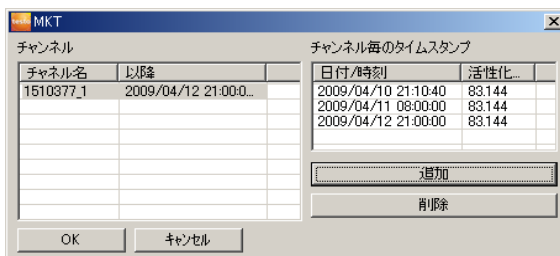 testo MKT
チャンネル
チャネル名 以降
1510377_1 2009/04/12 21:00:0...
チャンネル毎のタイムスタンプ
日付/時刻 活性化...
2009/04/10 21:10:40 83.144
2009/04/11 08:00:00 83.144
2009/04/12 21:00:00 83.144
追加
削除
OK キャンセル